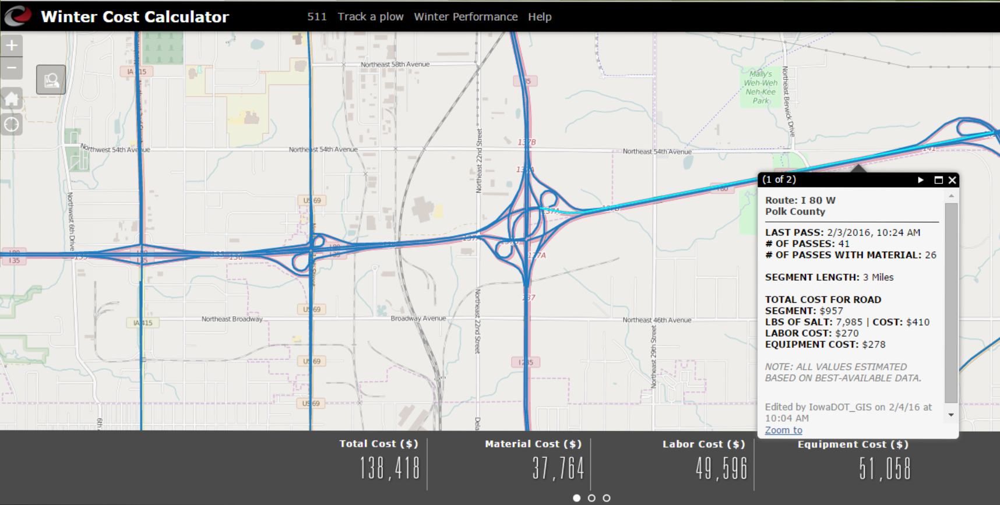 Winter Cost Calculator
511 Track a plow Winter Performance Help
+
−
IA 415
Northeast 58th Avenue
Mally's
Weh-Weh
Neh-Kee
Park
Northeast Berwick Drive
137B
Northwest 54th Avenue
Northeast 54th Avenue
Northeast 54th Avenue
141
Northeast 22nd Street
137A
US 69
Northwest 6th Drive
I 80
137A
137A
I 80
I 35
I 80
I 35
137A
137
IA 415
US 69
Northeast Broadway
Broadway Avenue
Northeast 46th Avenue
Northeast 22nd Street
Northeast 29th Street
US 69
US 69
(1 of 2)
Route: I 80 W
Polk County
LAST PASS: 2/3/2016, 10:24 AM
# OF PASSES: 41
# OF PASSES WITH MATERIAL: 26
SEGMENT LENGTH: 3 Miles
TOTAL COST FOR ROAD
SEGMENT: $957
LBS OF SALT: 7,985 | COST: $410
LABOR COST: $270
EQUIPMENT COST: $278
NOTE: ALL VALUES ESTIMATED
BASED ON BEST-AVAILABLE DATA.
Edited by IowaDOT_GIS on 2/4/16 at
10:04 AM
Zoom to
Total Cost ($) Material Cost ($) Labor Cost ($) Equipment Cost ($)
138,418 37,764 49,596 51,058